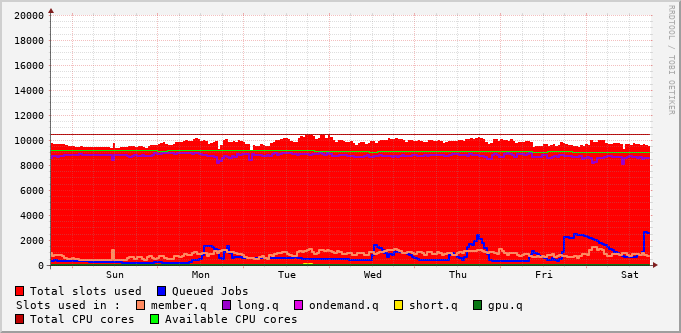 RRDTOOL / TOBI OETIKER
20000
18000
16000
14000
12000
10000
8000
6000
4000
2000
0
Sun Mon Tue Wed Thu Fri Sat
Total slots used Queued Jobs
Slots used in : member.q long.q ondemand.q short.q gpu.q
Total CPU cores Available CPU cores